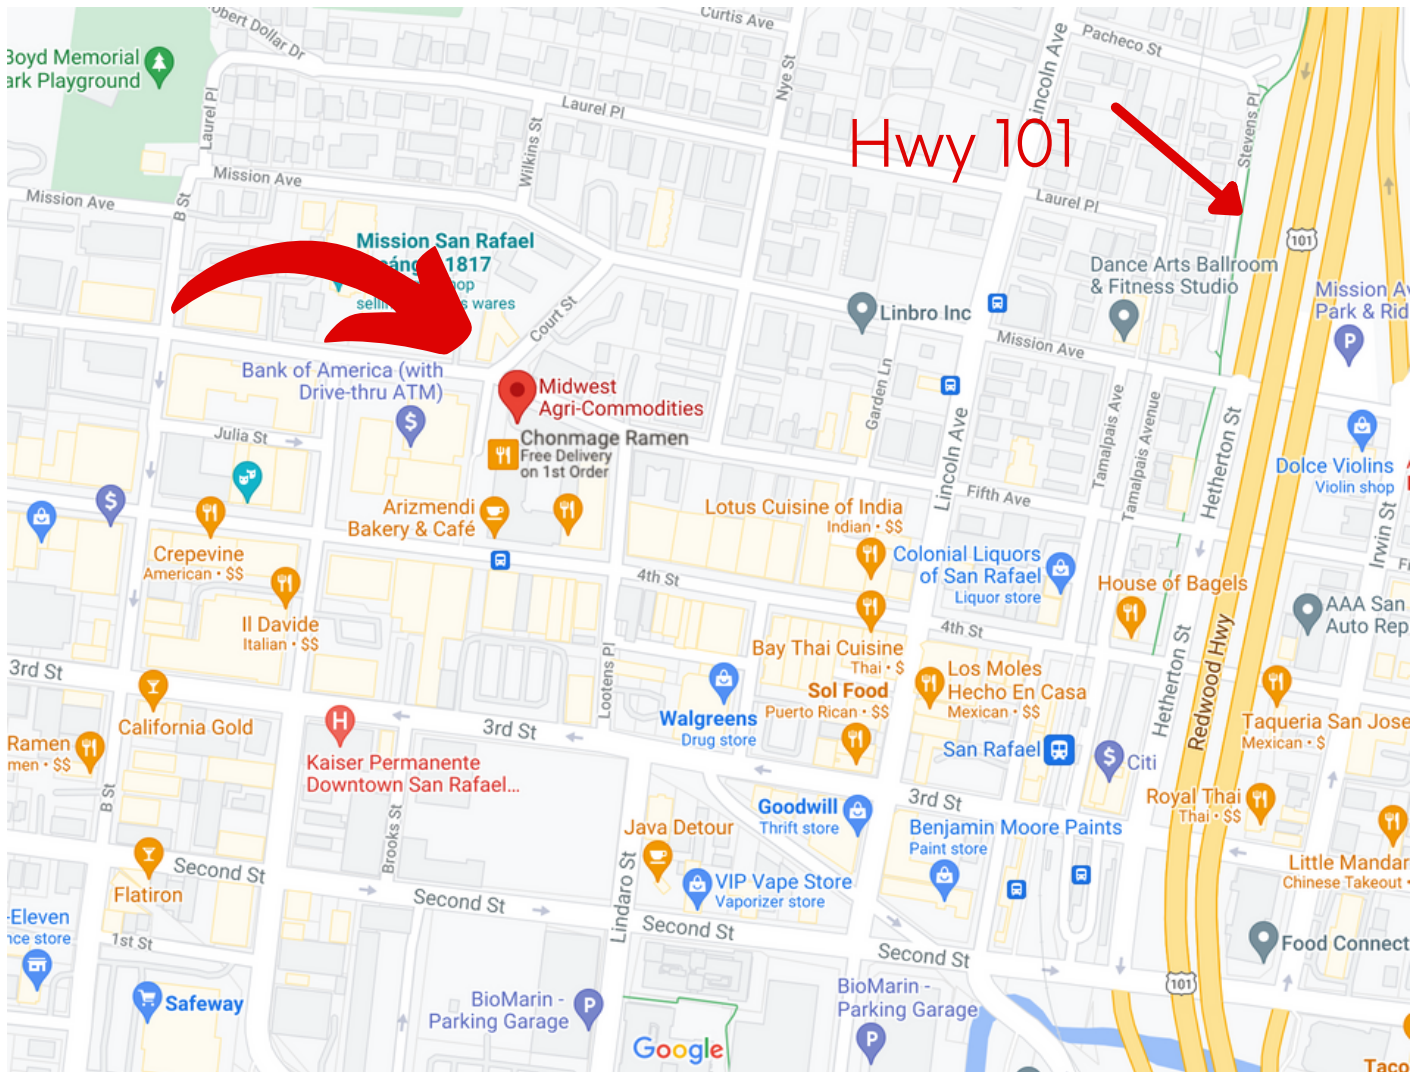 Curtis Ave
obert Dollar Dr
Pacheco St
Boyd Memorial
ark Playground
Lincoln Ave
Nye St
Laurel Pl
Laurel Pl
Stevens Pl
Hwy 101
Wilkins St
Mission Ave
Mission Ave
B St
Laurel Pl
101
Mission San Rafael
1817
wares
Dance Arts Ballroom
& Fitness Studio
Mission Av
Park & Rid
Linbro Inc
Court St
Mission Ave
Bank of America (with
Drive-thru ATM)
Midwest
Agri-Commodities
Garden Ln
Lincoln Ave
Tamalpais Ave
Tamalpais Avenue
Hetherton St
Julia St
Chonmage Ramen
Free Delivery
on 1st Order
Dolce Violins
Violin shop
Fifth Ave
Arizmendi
Bakery & Café
Lotus Cuisine of India
Indian • $$
Irwin St
Crepevine
American • $$
Colonial Liquors
of San Rafael
Liquor store
House of Bagels
4th St
AAA San
Auto Rep
Il Davide
Italian • $$
4th St
Bay Thai Cuisine
Thai • $
Hetherton St
Redwood Hwy
3rd St
Los Moles
Hecho En Casa
Mexican • $$
Sol Food
Puerto Rican • $$
Lootens Pl
California Gold
3rd St
Walgreens
Drug store
Taqueria San Jose
Mexican • $
Ramen
men • $$
San Rafael
Citi
Kaiser Permanente
Downtown San Rafael...
B St
3rd St
Royal Thai
Thai • $$
Goodwill
Thrift store
Brooks St
Java Detour
Benjamin Moore Paints
Paint store
Second St
Little Mandar
Chinese Takeout •
Flatiron
VIP Vape Store
Vaporizer store
Second St
Lindaro St
-Eleven
nce store
1st St
Second St
Second St
Food Connect
101
Safeway
BioMarin -
Parking Garage
BioMarin -
Parking Garage
Google
Taco